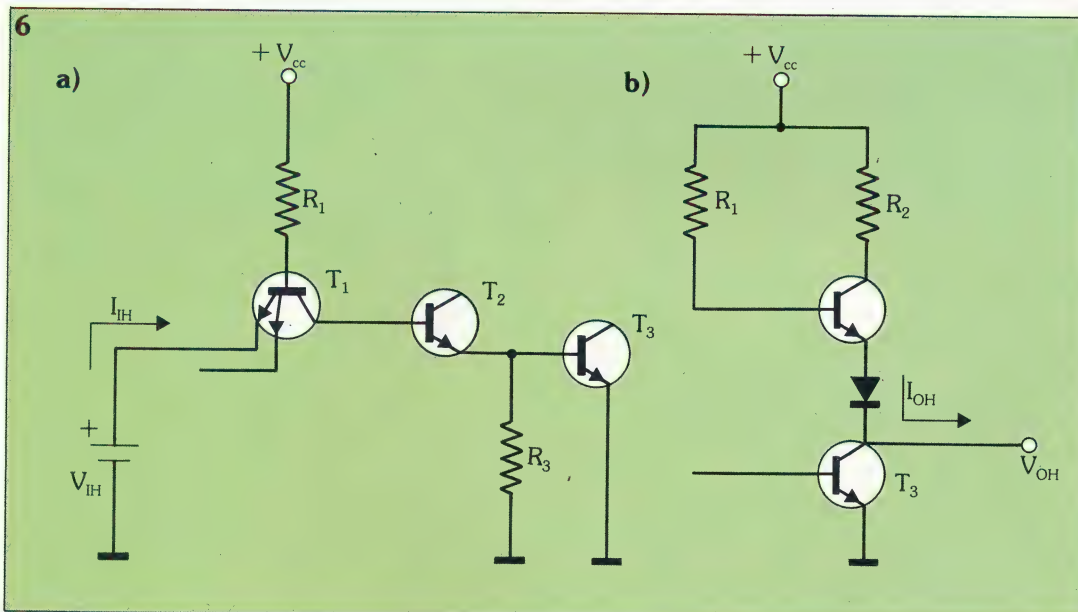 6
a)
+ V_cc
R_1
T_1
I_IH
T_2
T_3
+
V_IH
R_3
b)
+ V_cc
R_1
R_2
I_OH
V_OH
T_3